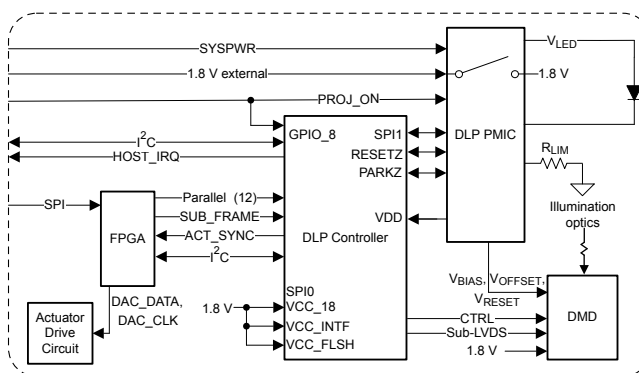 SYSPWR
V_LED
1.8 V external
1.8 V
PROJ_ON
DLP PMIC
GPIO_8
SPI1
I²C
HOST_IRQ
RESETZ
R_LIM
PARKZ
SPI
Parallel (12)
SUB_FRAME
FPGA
ACT_SYNC
I²C
DLP Controller
VDD
Illumination
optics
V_BIAS, V_OFFSET,
V_RESET
DAC_DATA,
DAC_CLK
SPI0
1.8 V
VCC_18
VCC_INTF
VCC_FLSH
Actuator
Drive
Circuit
CTRL
Sub-LVDS
1.8 V
DMD